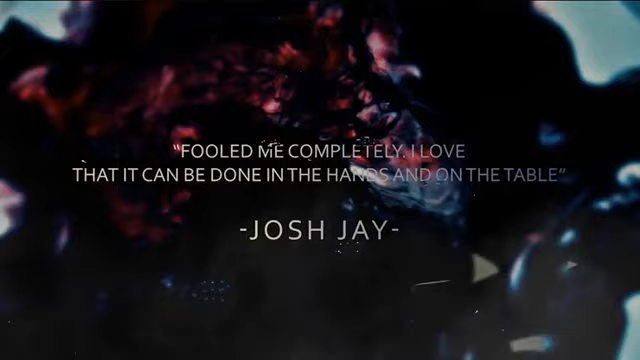 “FOOLED ME COMPLETELY. I LOVE
THAT IT CAN BE DONE IN THE HANDS AND ON THE TABLE”
-JOSH JAY-